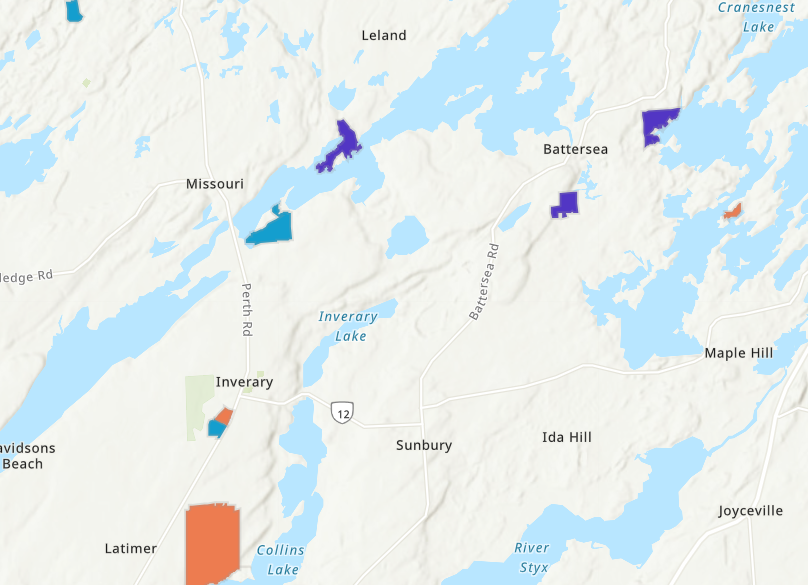 Cranesnest
Lake
Leland
Battersea
Missouri
ledge Rd
Battersea Rd
Perth Rd
Inverary
Lake
Maple Hill
Inverary
12
Ida Hill
Sunbury
avidsons
Beach
Joyceville
Latimer
Collins
Lake
River
Styx